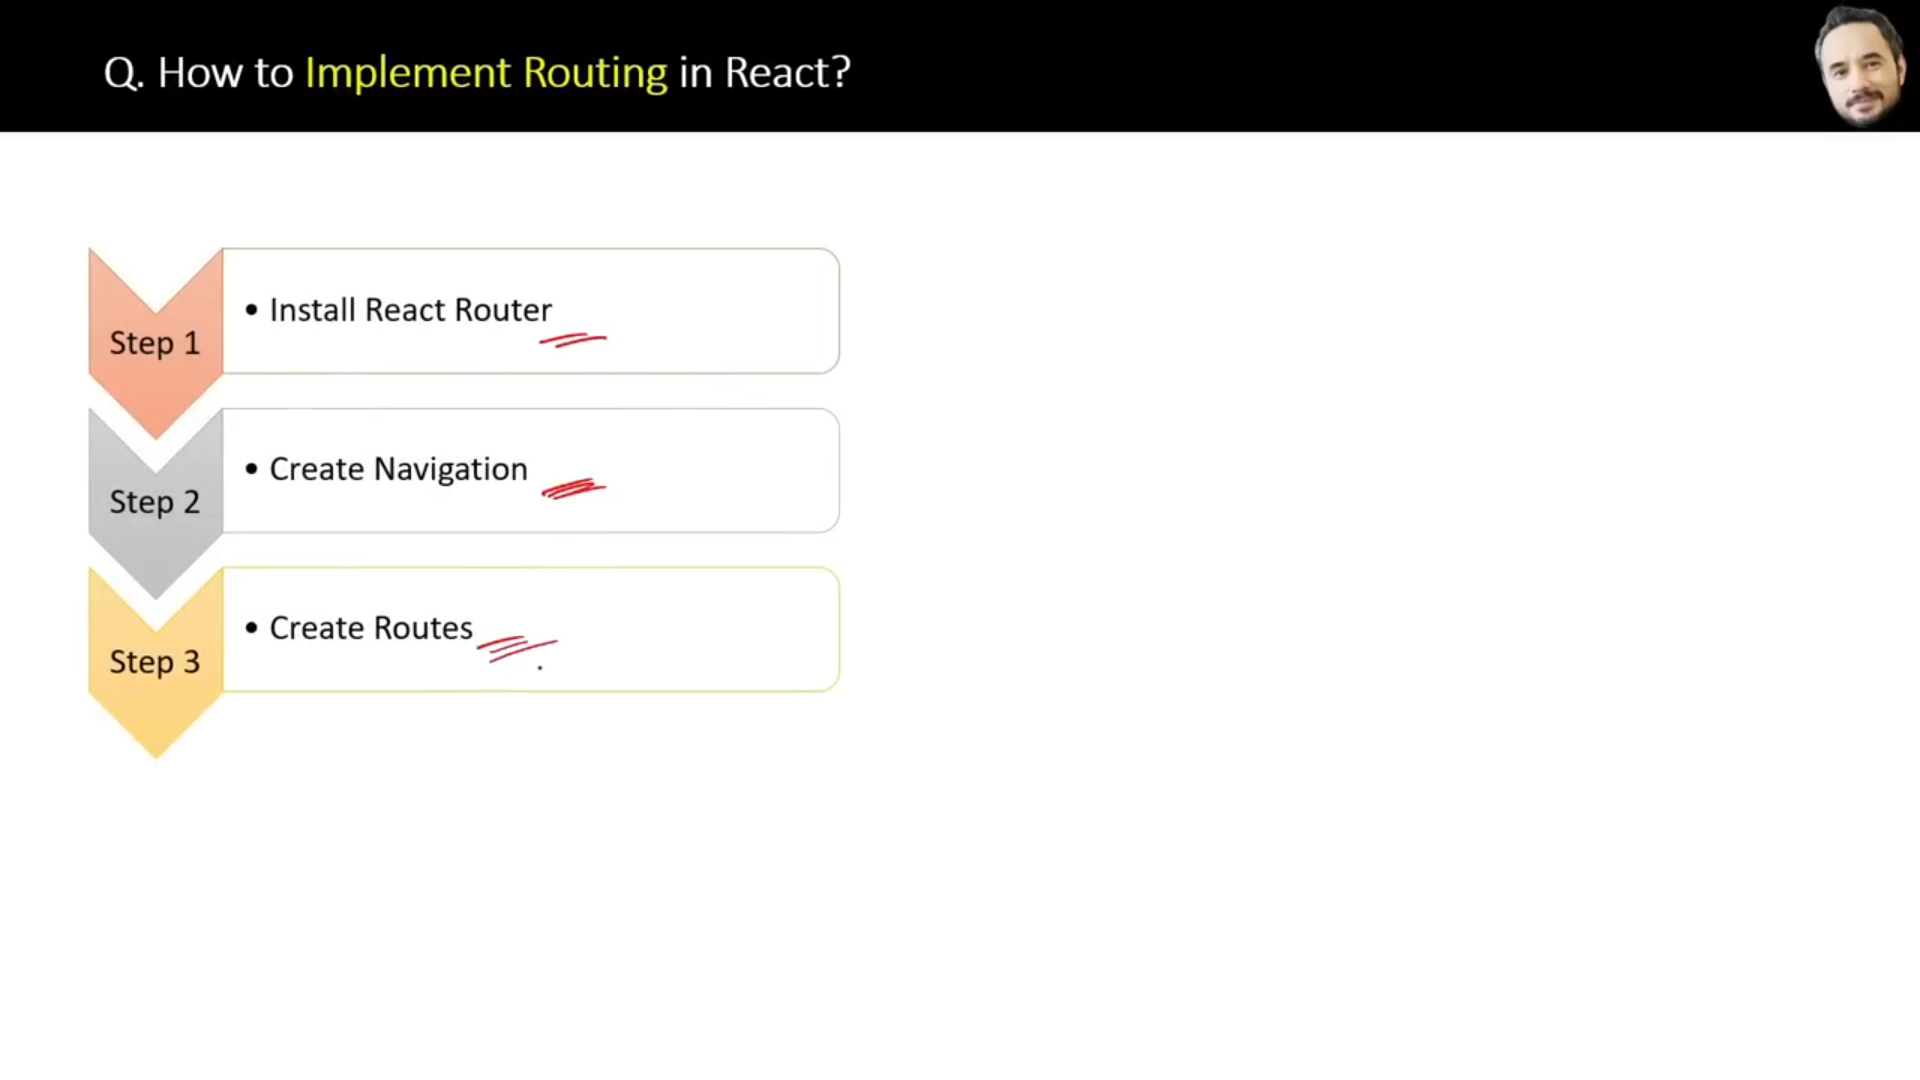 Q. How to Implement Routing in React?
Step 1
• Install React Router
Step 2
• Create Navigation
Step 3
• Create Routes